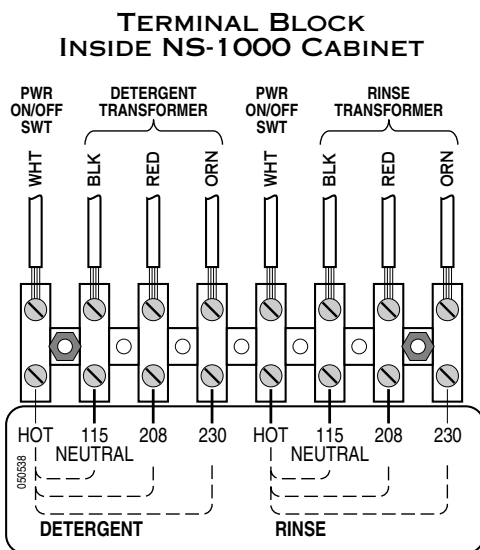 TERMINAL BLOCK
INSIDE NS-1000 CABINET
PWR
ON/OFF
SWT
DETERGENT
TRANSFORMER
PWR
ON/OFF
SWT
RINSE
TRANSFORMER
WHT
BLK
RED
ORN
WHT
BLK
RED
ORN
HOT 115 208 230 HOT 115 208 230
NEUTRAL NEUTRAL
050538
DETERGENT RINSE